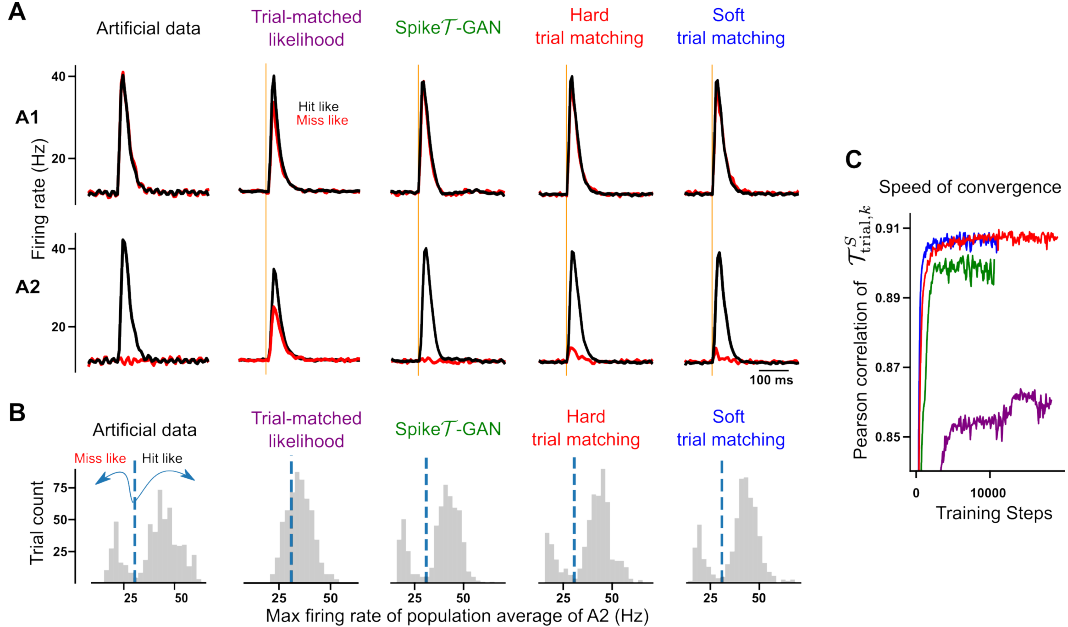 A
Artificial data
Trial-matched
likelihood
Spike𝒯-GAN
Hard
trial matching
Soft
trial matching
A1
Firing rate (Hz)
40
20
Hit like
Miss like
A2
40
20
100 ms
B
Artificial data
Trial-matched
likelihood
Spike𝒯-GAN
Hard
trial matching
Soft
trial matching
Miss like
Hit like
Trial count
75
50
25
25 50 25 50 25 50 25 50 25 50
Max firing rate of population average of A2 (Hz)
C
Speed of convergence
Pearson correlation of 𝒯^S_trial,k
0.91
0.89
0.87
0.85
0 10000
Training Steps